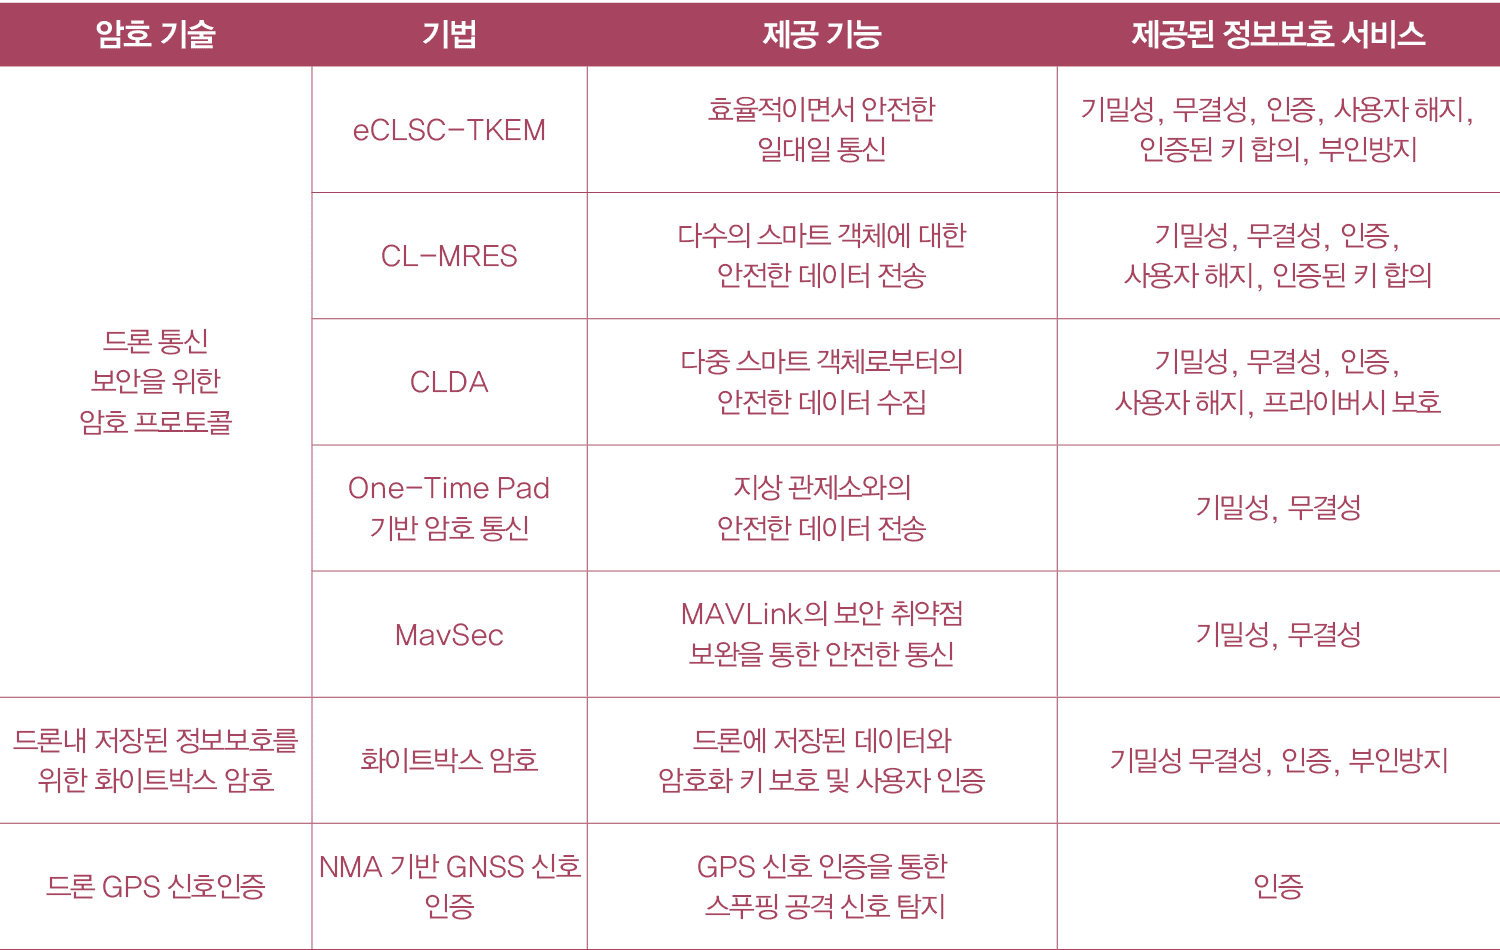 암호 기술
기법
제공 기능
제공된 정보보호 서비스
드론 통신
보안을 위한
암호 프로토콜
eCLSC-TKEM
효율적이면서 안전한
일대일 통신
기밀성, 무결성, 인증, 사용자 해지,
인증된 키 합의, 부인방지
CL-MRES
다수의 스마트 객체에 대한
안전한 데이터 전송
기밀성, 무결성, 인증,
사용자 해지, 인증된 키 합의
CLDA
다중 스마트 객체로부터의
안전한 데이터 수집
기밀성, 무결성, 인증,
사용자 해지, 프라이버시 보호
One-Time Pad
기반 암호 통신
지상 관제소와의
안전한 데이터 전송
기밀성, 무결성
MavSec
MAVLink의 보안 취약점
보완을 통한 안전한 통신
기밀성, 무결성
드론내 저장된 정보보호를
위한 화이트박스 암호
화이트박스 암호
드론에 저장된 데이터와
암호화 키 보호 및 사용자 인증
기밀성 무결성, 인증, 부인방지
드론 GPS 신호인증
NMA 기반 GNSS 신호
인증
GPS 신호 인증을 통한
스푸핑 공격 신호 탐지
인증